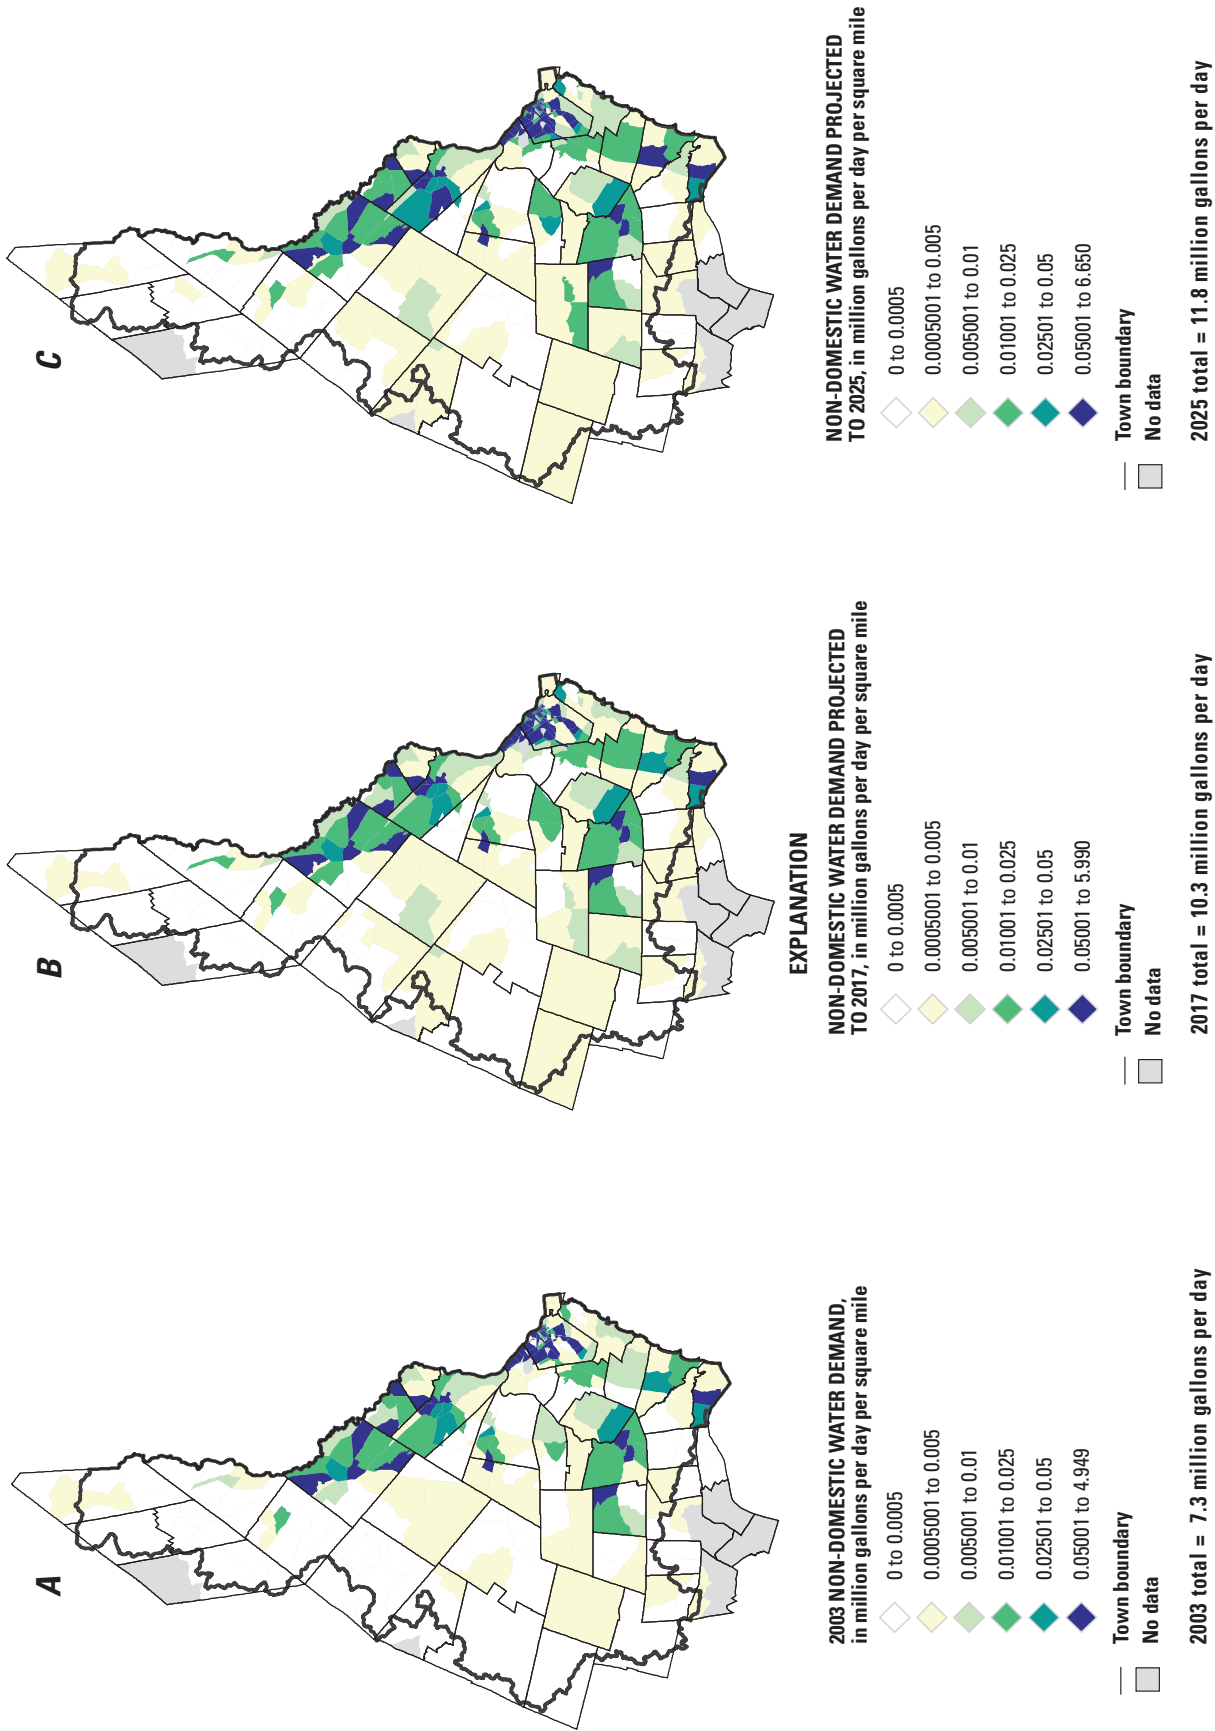 A
2003 NON-DOMESTIC WATER DEMAND,
in million gallons per day per square mile
0 to 0.0005
0.0005001 to 0.005
0.005001 to 0.01
0.01001 to 0.025
0.02501 to 0.05
0.05001 to 4.949
Town boundary
No data
2003 total = 7.3 million gallons per day
B
EXPLANATION
NON-DOMESTIC WATER DEMAND PROJECTED
TO 2017, in million gallons per day per square mile
0 to 0.0005
0.0005001 to 0.005
0.005001 to 0.01
0.01001 to 0.025
0.02501 to 0.05
0.05001 to 5.990
Town boundary
No data
2017 total = 10.3 million gallons per day
C
NON-DOMESTIC WATER DEMAND PROJECTED
TO 2025, in million gallons per day per square mile
0 to 0.0005
0.0005001 to 0.005
0.005001 to 0.01
0.01001 to 0.025
0.02501 to 0.05
0.05001 to 6.650
Town boundary
No data
2025 total = 11.8 million gallons per day